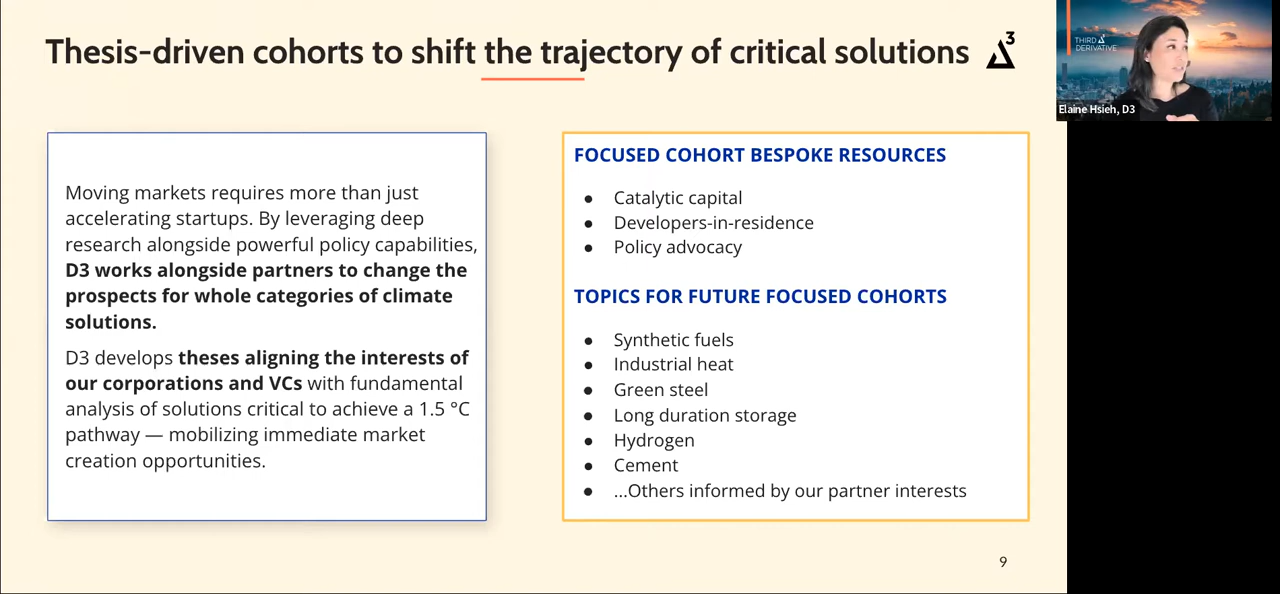 Thesis-driven cohorts to shift the trajectory of critical solutions
3
THIRD
DERIVATIVE
Elaine Hsieh, D3
Moving markets requires more than just
accelerating startups. By leveraging deep
research alongside powerful policy capabilities,
D3 works alongside partners to change the
prospects for whole categories of climate
solutions.
D3 develops theses aligning the interests of
our corporations and VCs with fundamental
analysis of solutions critical to achieve a 1.5 °C
pathway — mobilizing immediate market
creation opportunities.
FOCUSED COHORT BESPOKE RESOURCES
● Catalytic capital
● Developers-in-residence
● Policy advocacy
TOPICS FOR FUTURE FOCUSED COHORTS
● Synthetic fuels
● Industrial heat
● Green steel
● Long duration storage
● Hydrogen
● Cement
● ...Others informed by our partner interests
9